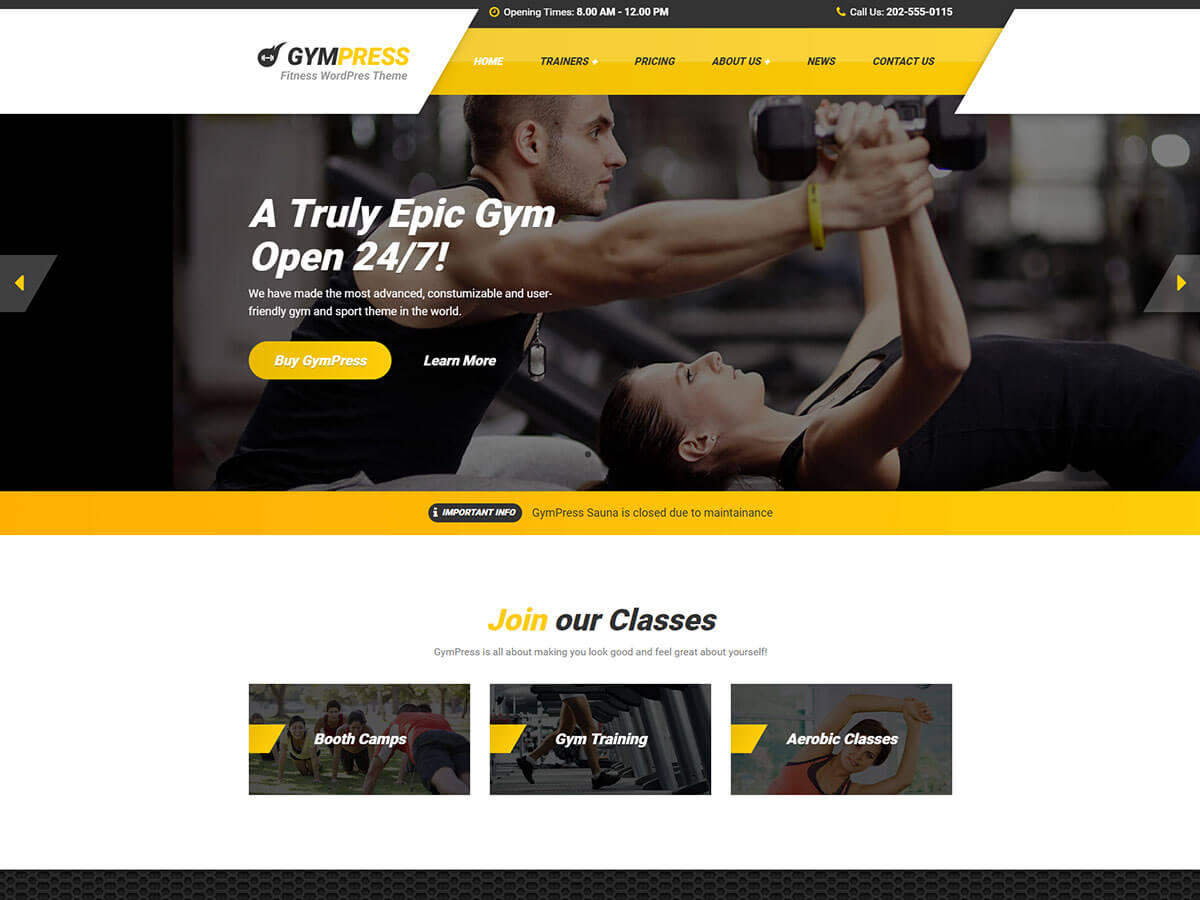 Opening Times: 8.00 AM - 12.00 PM
Call Us: 202-555-0115
GYMPRESS
Fitness WordPres Theme
HOME
TRAINERS +
PRICING
ABOUT US +
NEWS
CONTACT US
A Truly Epic Gym
Open 24/7!
We have made the most advanced, constumizable and user-
friendly gym and sport theme in the world.
Buy GymPress
Learn More
IMPORTANT INFO
GymPress Sauna is closed due to maintainance
Join our Classes
GymPress is all about making you look good and feel great about yourself!
Booth Camps
Gym Training
Aerobic Classes